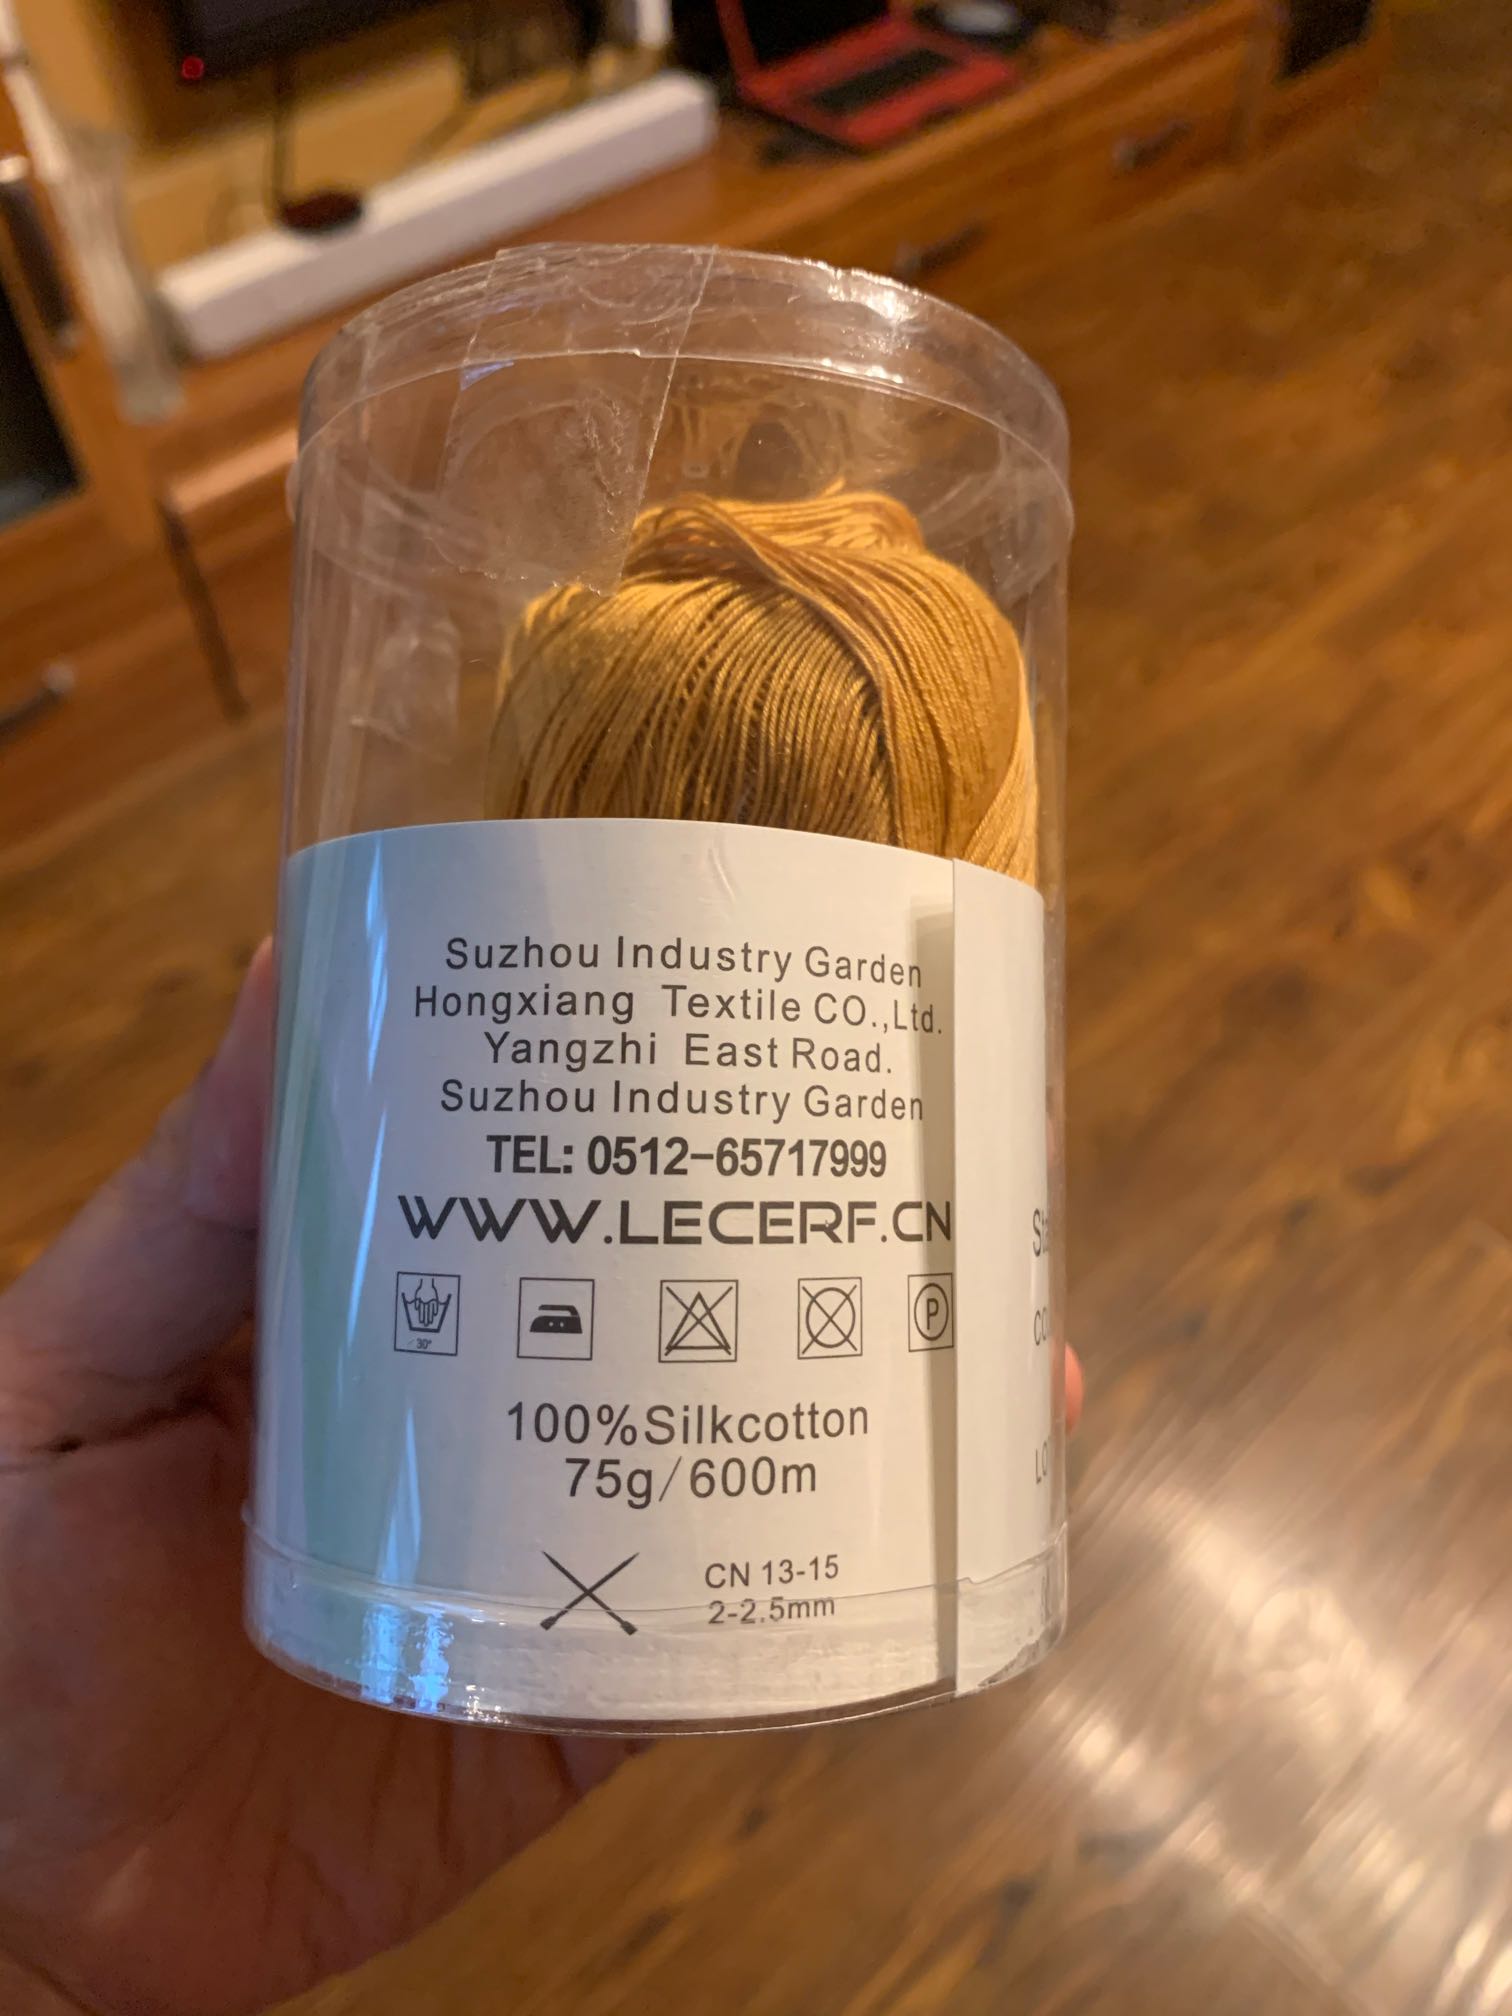 Suzhou Industry Garden
Hongxiang Textile CO.,Ltd.
Yangzhi East Road.
Suzhou Industry Garden
TEL: 0512-65717999
WWW.LECERF.CN
30°
P
100%Silkcotton
75g/600m
CN 13-15
2-2.5mm